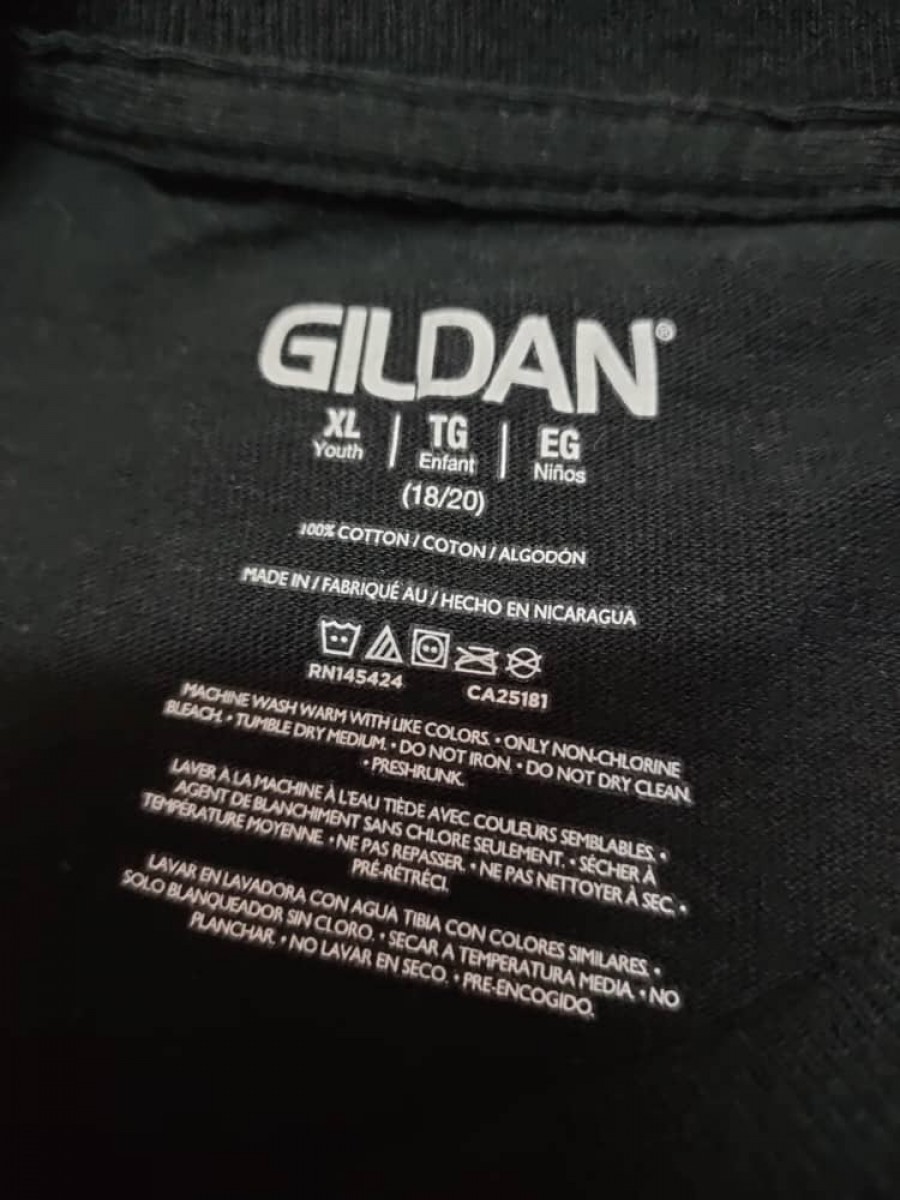 GILDAN®
XL | TG | EG
Youth Enfant Niños
(18/20)
100% COTTON / COTON / ALGODÓN
MADE IN / FABRIQUÉ AU / HECHO EN NICARAGUA
RN145424 CA25181
MACHINE WASH WARM WITH LIKE COLORS. • ONLY NON-CHLORINE
BLEACH. • TUMBLE DRY MEDIUM. • DO NOT IRON. • DO NOT DRY CLEAN.
• PRESHRUNK.
LAVER À LA MACHINE À L'EAU TIÈDE AVEC COULEURS SEMBLABLES. •
AGENT DE BLANCHIMENT SANS CHLORE SEULEMENT. • SÉCHER À
TEMPÉRATURE MOYENNE. • NE PAS REPASSER. • NE PAS NETTOYER À SEC. •
PRÉ-RÉTRÉCI.
LAVAR EN LAVADORA CON AGUA TIBIA CON COLORES SIMILARES. •
SOLO BLANQUEADOR SIN CLORO. • SECAR A TEMPERATURA MEDIA. • NO
PLANCHAR. • NO LAVAR EN SECO. • PRE-ENCOGIDO.